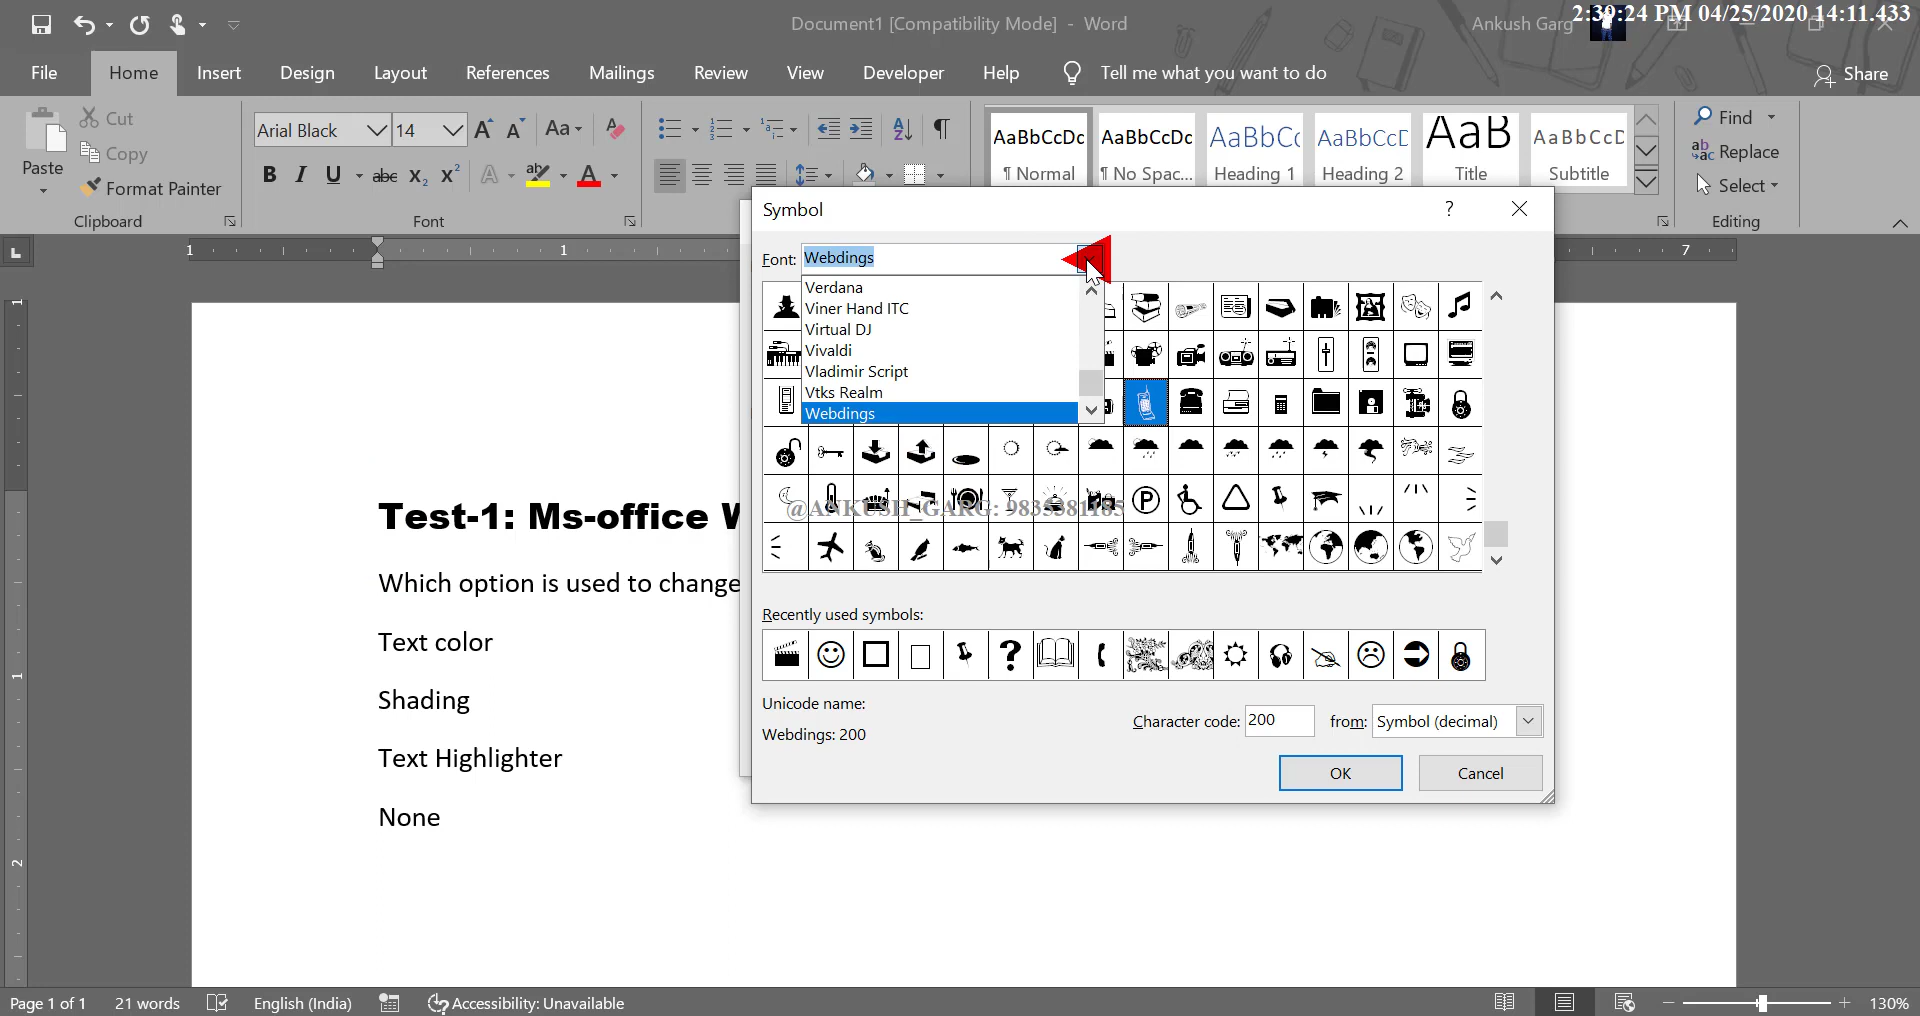 Document1 [Compatibility Mode] - Word
Ankush Garg
2:39:24 PM 04/25/2020 14:11.433
File
Home
Insert
Design
Layout
References
Mailings
Review
View
Developer
Help
Tell me what you want to do
Share
Paste
Cut
Copy
Format Painter
Clipboard
Arial Black
14
Aa
Font
AaBbCcDc
¶ Normal
AaBbCcDc
¶ No Spac...
AaBbCc
Heading 1
AaBbCcE
Heading 2
AaB
Title
AaBbCcD
Subtitle
Find
Replace
Select
Editing
Symbol
Font:
Webdings
Verdana
Viner Hand ITC
Virtual DJ
Vivaldi
Vladimir Script
Vtks Realm
Webdings
@ANKUSH_GARG: 9835381185
Recently used symbols:
Unicode name:
Webdings: 200
Character code:
200
from:
Symbol (decimal)
OK
Cancel
Test-1: Ms-office
Which option is used to change
Text color
Shading
Text Highlighter
None
Page 1 of 1
21 words
English (India)
Accessibility: Unavailable
130%